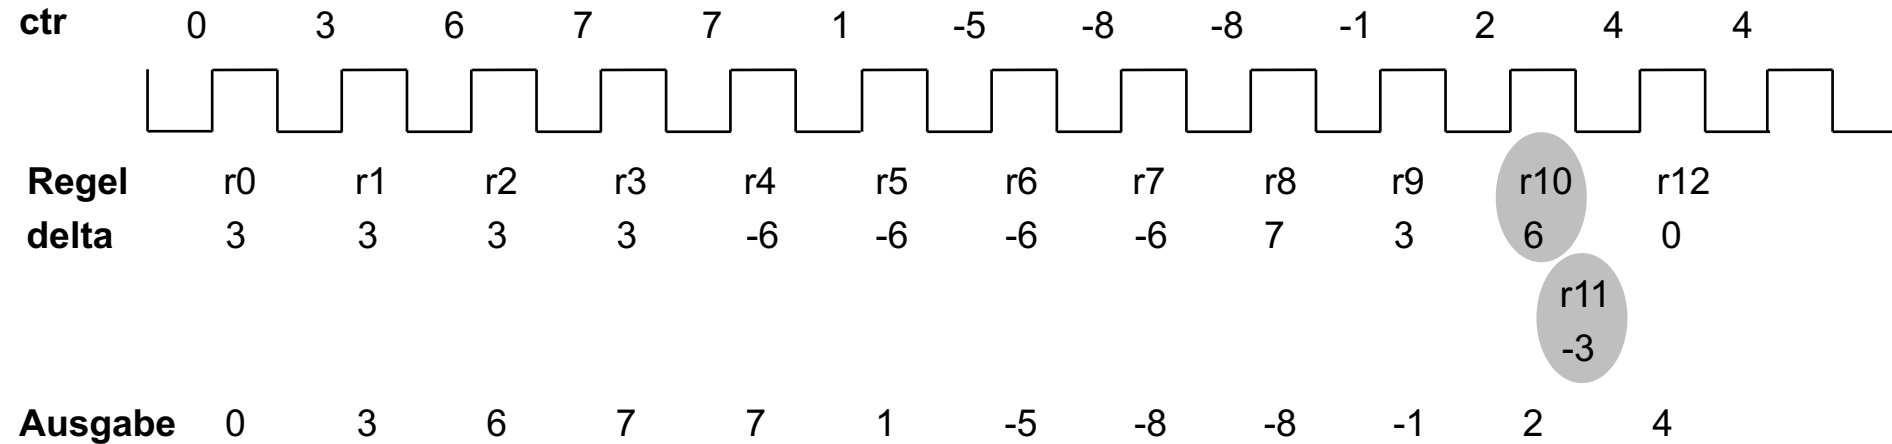 ctr 0 3 6 7 7 1 -5 -8 -8 -1 2 4 4
Regel r0 r1 r2 r3 r4 r5 r6 r7 r8 r9 r10 r12
delta 3 3 3 3 -6 -6 -6 -6 7 3 6 0
r11
-3
Ausgabe 0 3 6 7 7 1 -5 -8 -8 -1 2 4